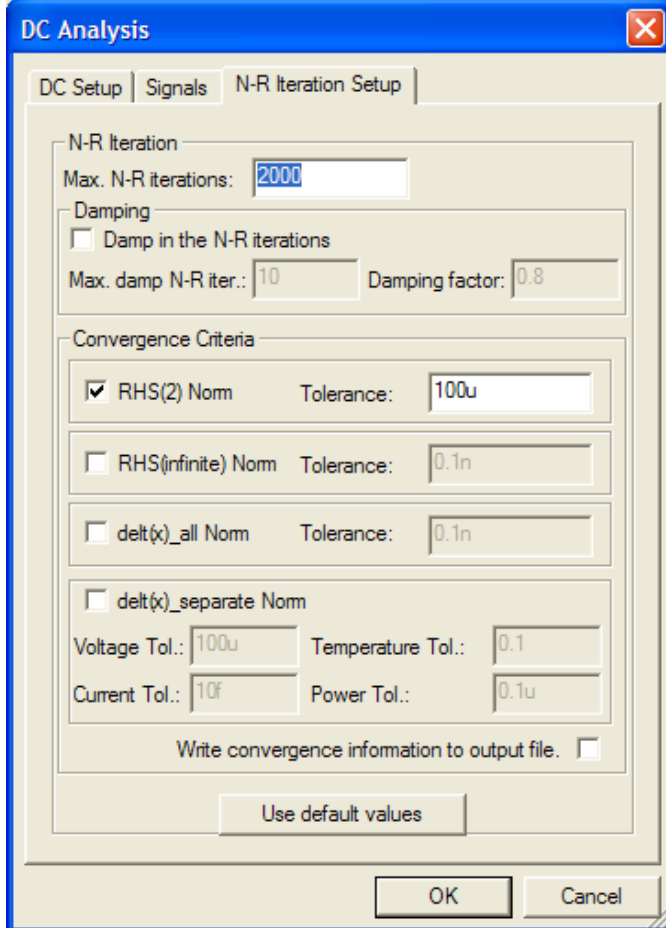 DC Analysis
DC Setup Signals N-R Iteration Setup
N-R Iteration
Max. N-R iterations: 2000
Damping
Damp in the N-R iterations
Max. damp N-R iter.: 10 Damping factor: 0.8
Convergence Criteria
RHS(2) Norm Tolerance: 100u
RHS(infinite) Norm Tolerance: 0.1n
delt(x)_all Norm Tolerance: 0.1n
delt(x)_separate Norm
Voltage Tol.: 100u Temperature Tol.: 0.1
Current Tol.: 10f Power Tol.: 0.1u
Write convergence information to output file.
Use default values
OK Cancel